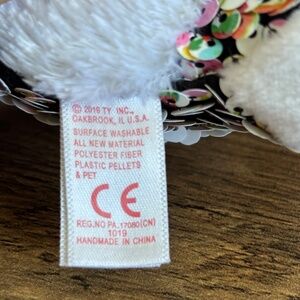 © 2019 TY INC.,
OAKBROOK, IL U.S.A.
SURFACE WASHABLE
ALL NEW MATERIAL
POLYESTER FIBER
PLASTIC PELLETS
& PET
CE
REG.NO PA.17080(CN)
1019
HANDMADE IN CHINA